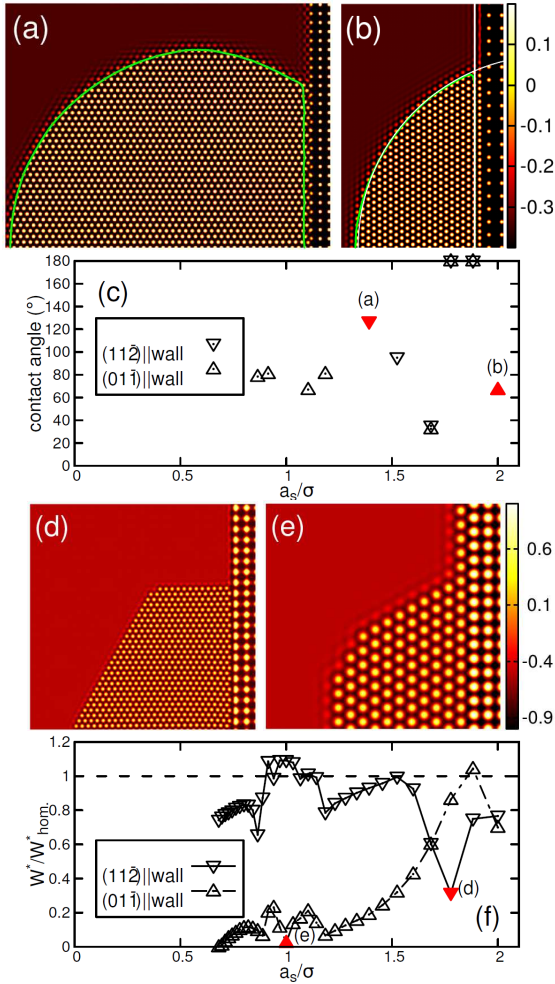 (a)
(b)
0.1
0
-0.1
-0.2
-0.3
(c)
contact angle (°)
180
160
140
120
100
80
60
40
20
0
(112̄)||wall
(011̄)||wall
(a)
(b)
0
0.5
1
1.5
2
a_s/σ
(d)
(e)
0.6
0.1
-0.4
-0.9
W*/W*hom.
1.2
1
0.8
0.6
0.4
0.2
0
(112̄)||wall
(011̄)||wall
(d)
(e)
(f)
0
0.5
1
1.5
2
a_s/σ